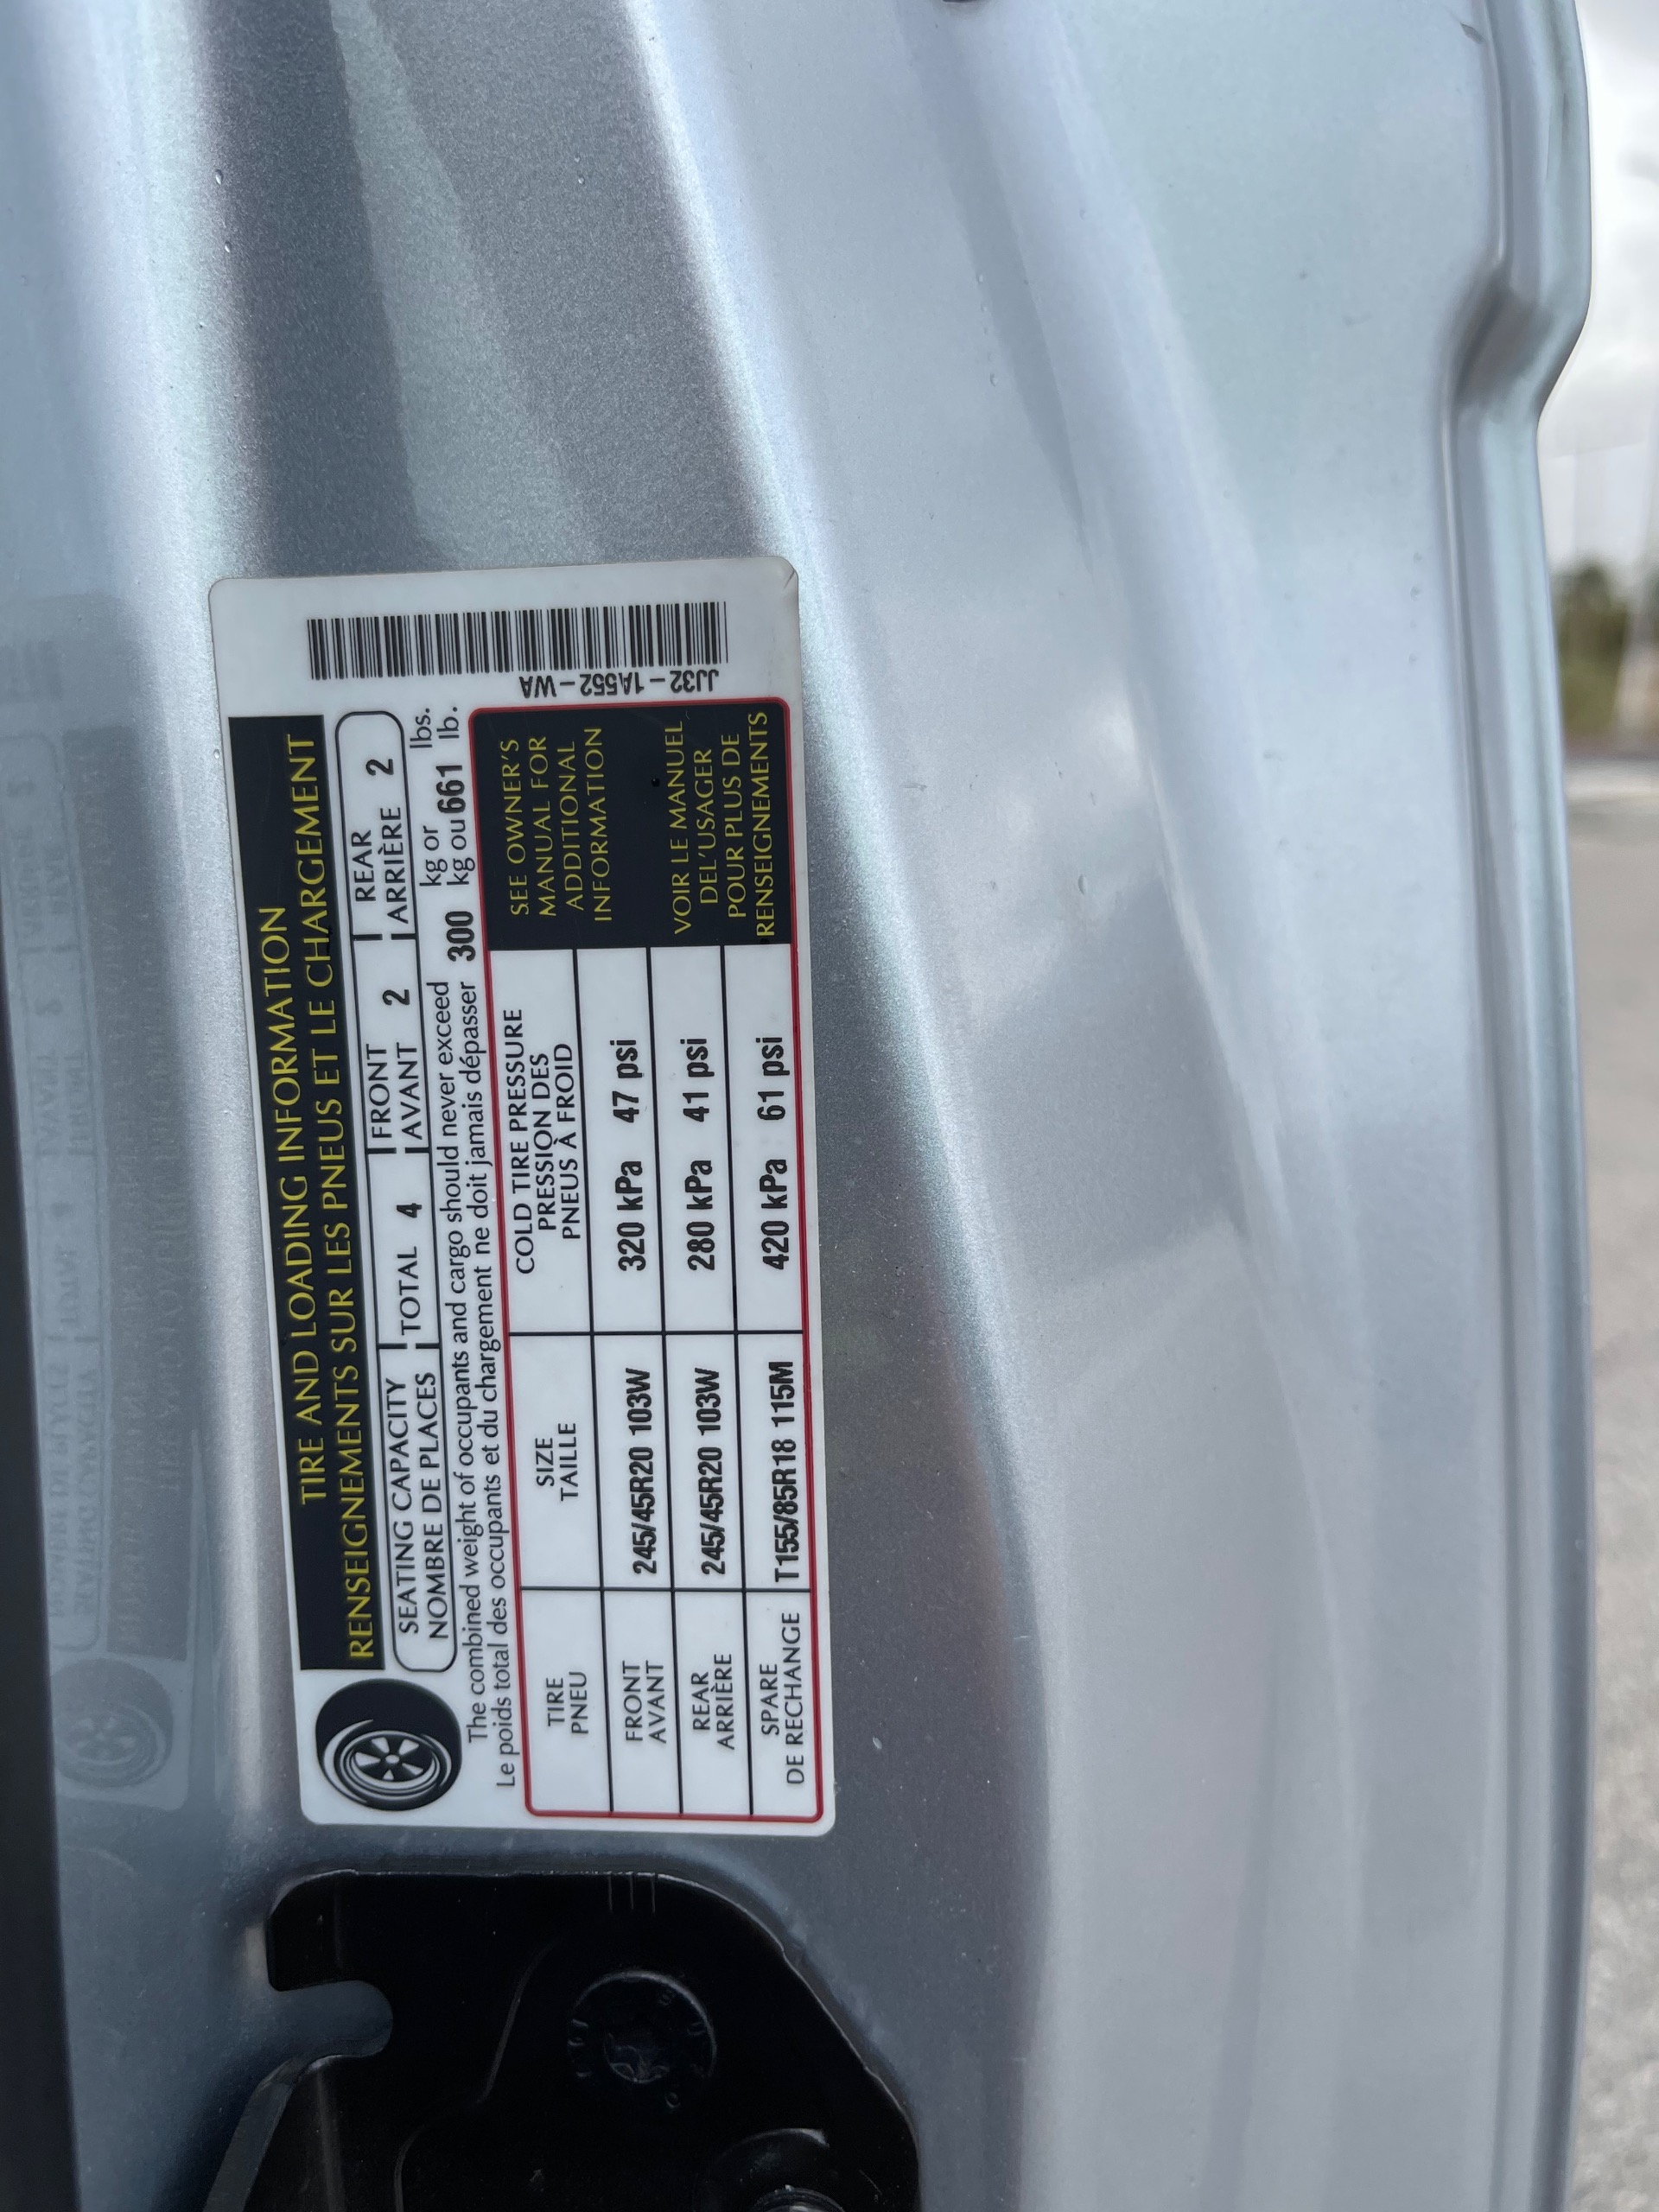 TIRE AND LOADING INFORMATION
RENSEIGNEMENTS SUR LES PNEUS ET LE CHARGEMENT
SEATING CAPACITY TOTAL 4 FRONT 2 REAR 2
NOMBRE DE PLACES AVANT ARRIÈRE
The combined weight of occupants and cargo should never exceed 300 kg or 661 lbs.
Le poids total des occupants et du chargement ne doit jamais dépasser kg ou lb.
TIRE
PNEU
SIZE
TAILLE
COLD TIRE PRESSURE
PRESSION DES
PNEUS À FROID
FRONT
AVANT
245/45R20 103W
320 kPa 47 psi
REAR
ARRIÈRE
245/45R20 103W
280 kPa 41 psi
SPARE
DE RECHANGE
T155/85R18 115M
420 kPa 61 psi
SEE OWNER'S
MANUAL FOR
ADDITIONAL
INFORMATION
VOIR LE MANUEL
DEL'USAGER
POUR PLUS DE
RENSEIGNEMENTS
JJ32-1A552-WA